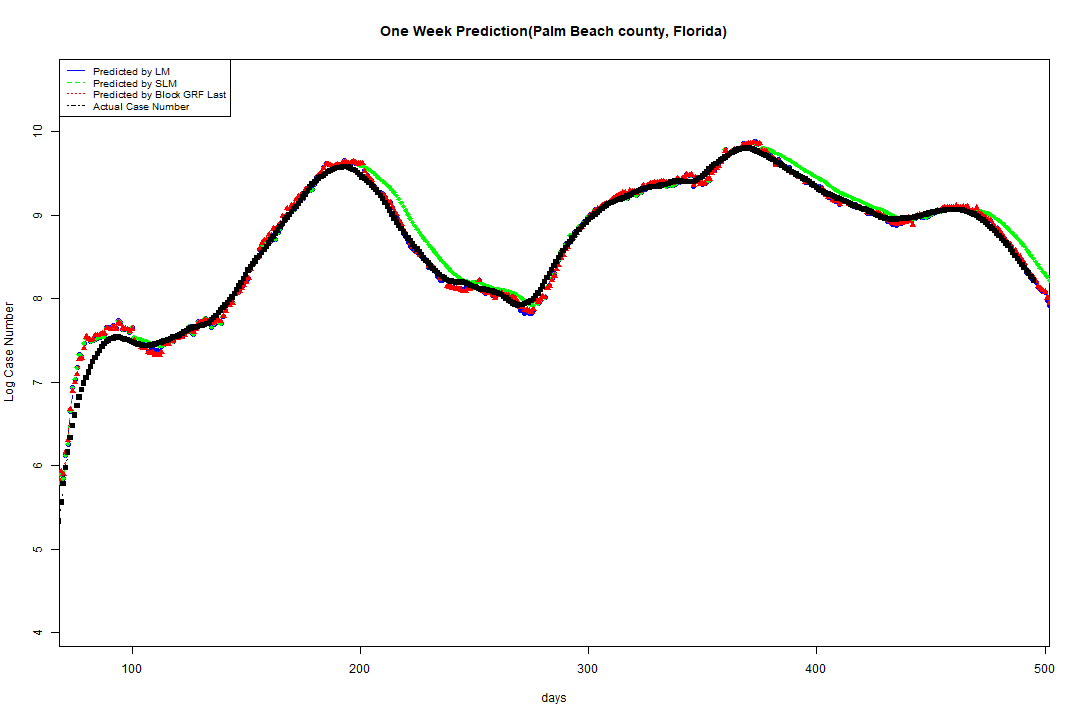 One Week Prediction(Palm Beach county, Florida)
Predicted by LM
Predicted by SLM
Predicted by Block GRF Last
Actual Case Number
10
9
8
7
6
5
4
Log Case Number
100 200 300 400 500
days